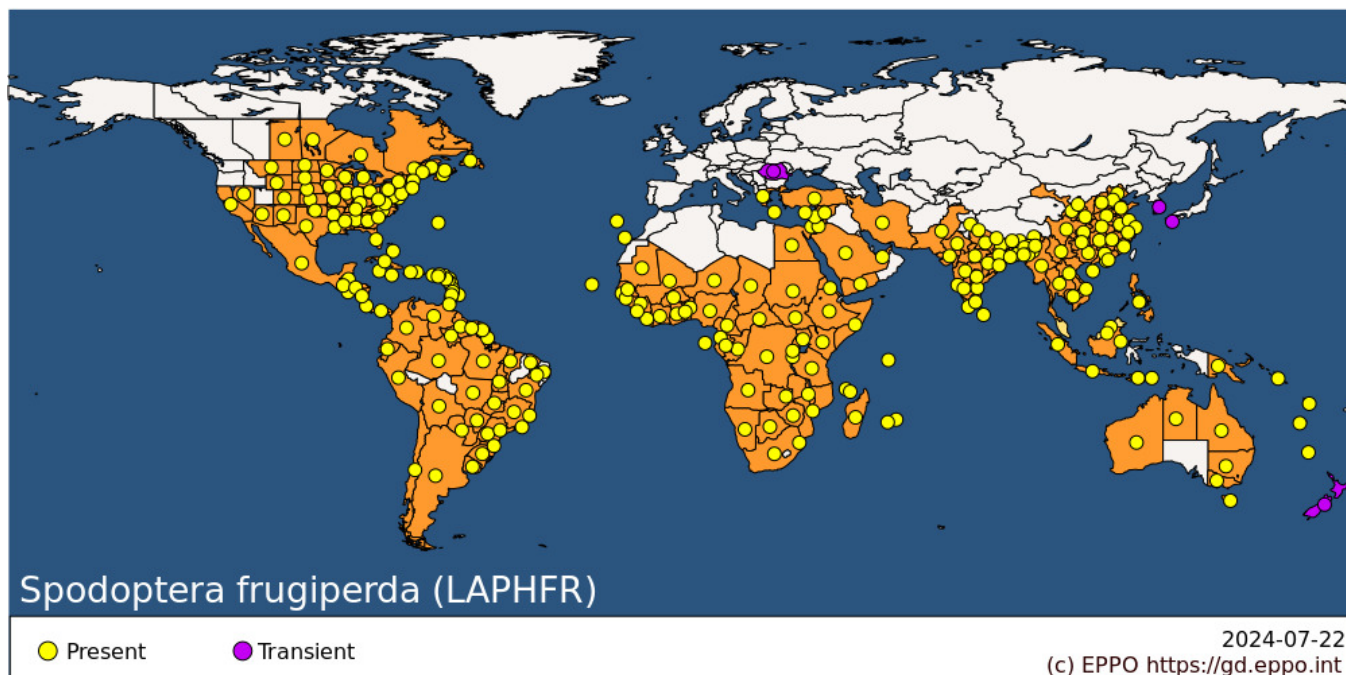 Spodoptera frugiperda (LAPHFR)
Present
Transient
2024-07-22
(c) EPPO https://gd.eppo.int